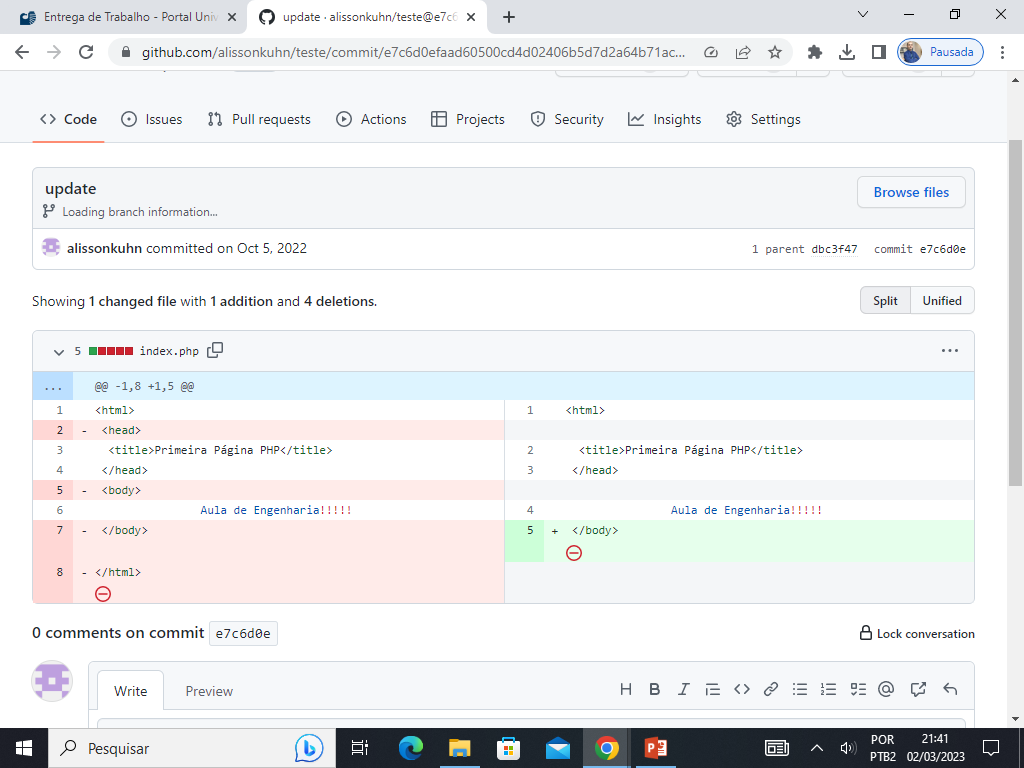 Entrega de Trabalho - Portal Univ
update · alissonkuhn/teste@e7c6
github.com/alissonkuhn/teste/commit/e7c6d0efaad60500cd4d02406b5d7d2a64b71ac...
Pausada
Code
Issues
Pull requests
Actions
Projects
Security
Insights
Settings
update
Browse files
Loading branch information...
alissonkuhn committed on Oct 5, 2022
1 parent dbc3f47 commit e7c6d0e
Showing 1 changed file with 1 addition and 4 deletions.
Split
Unified
5 index.php
... @@ -1,8 +1,5 @@
1 <html>
1 <html>
2 - <head>
3 <title>Primeira Página PHP</title>
2 <title>Primeira Página PHP</title>
4 </head>
3 </head>
5 - <body>
6 Aula de Engenharia!!!!!
4 Aula de Engenharia!!!!!
7 - </body>
5 + </body>
8 - </html>
0 comments on commit e7c6d0e
Lock conversation
Write
Preview
Pesquisar
POR
PTB2
21:41
02/03/2023